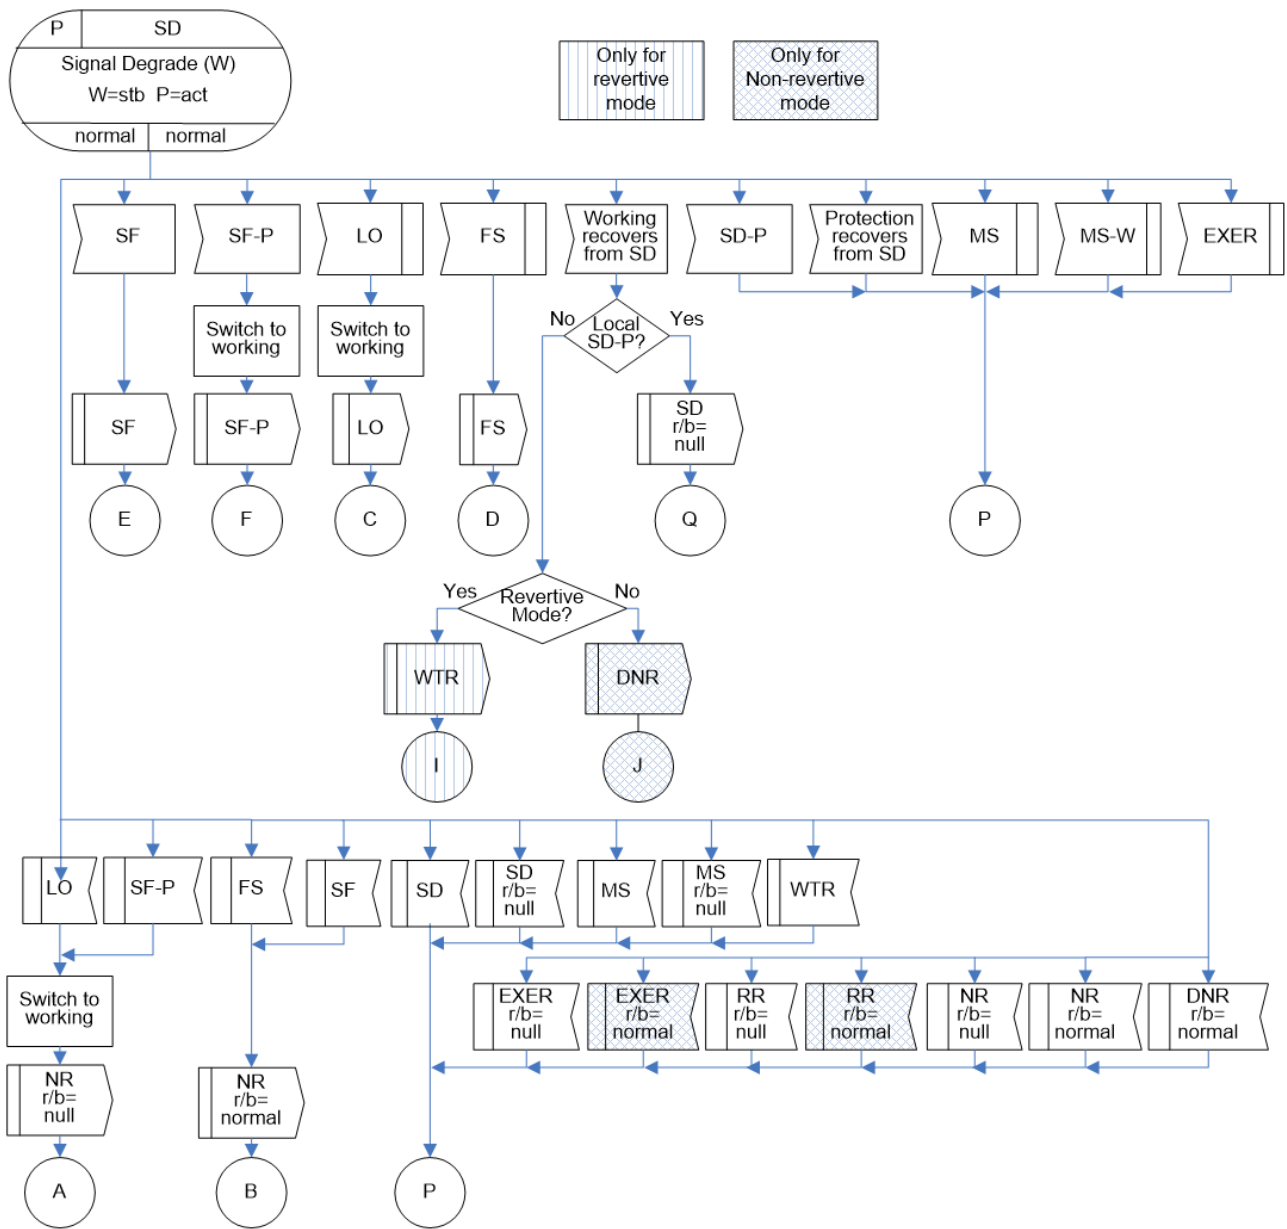 P
SD
Signal Degrade (W)
W=stb P=act
normal
normal
Only for
revertive
mode
Only for
Non-revertive
mode
SF
SF-P
LO
FS
Working
recovers
from SD
SD-P
Protection
recovers
from SD
MS
MS-W
EXER
Switch to
working
Switch to
working
No
Local
SD-P?
Yes
SF
SF-P
LO
FS
SD
r/b=
null
E
F
C
D
Q
P
Yes
Revertive
Mode?
No
WTR
DNR
I
J
LO
SF-P
FS
SF
SD
SD
r/b=
null
MS
MS
r/b=
null
WTR
Switch to
working
EXER
r/b=
null
EXER
r/b=
normal
RR
r/b=
null
RR
r/b=
normal
NR
r/b=
null
NR
r/b=
normal
DNR
r/b=
normal
NR
r/b=
null
NR
r/b=
normal
A
B
P